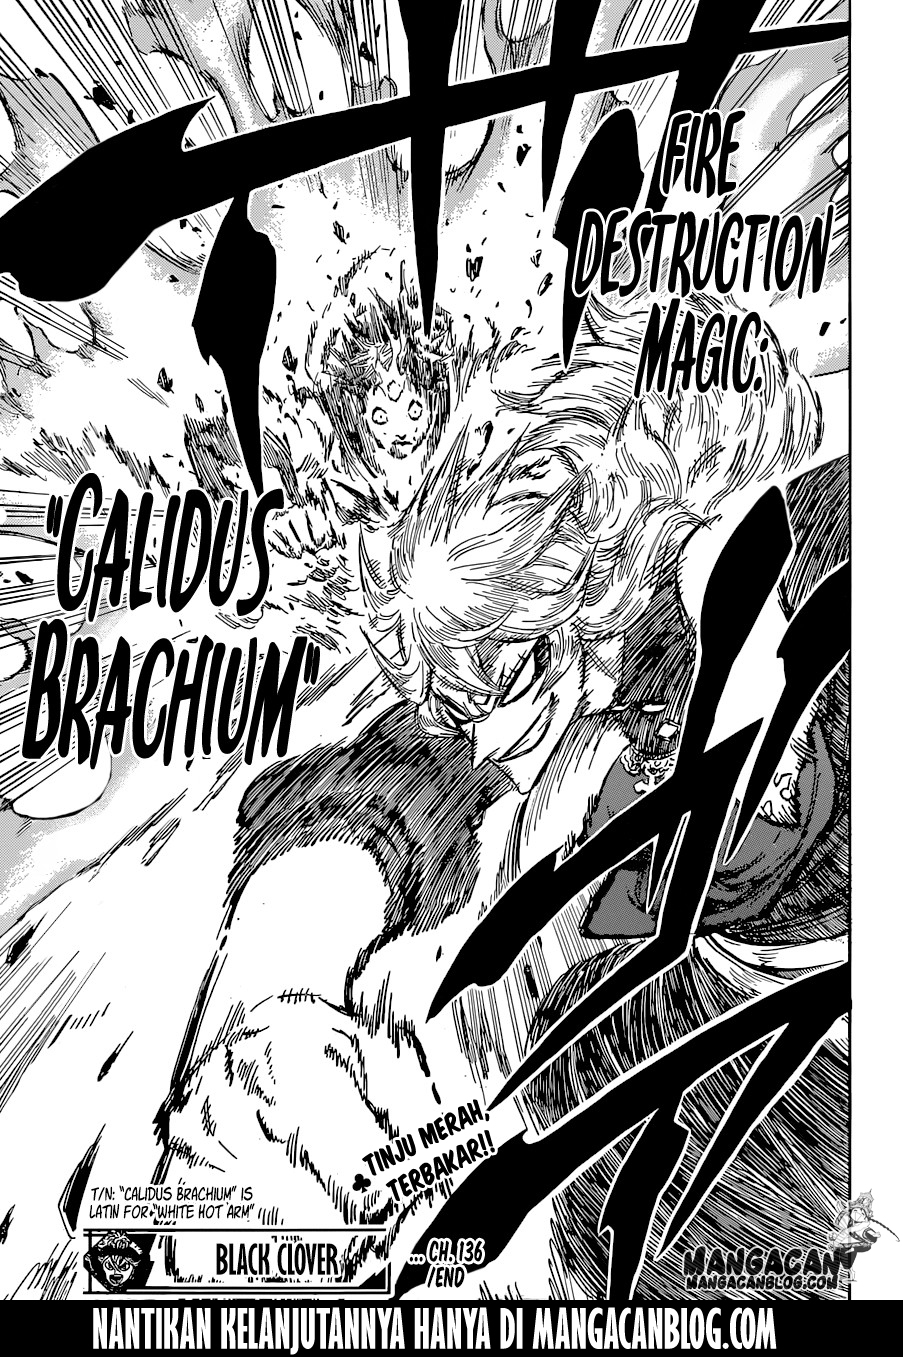 FIRE
DESTRUCTION
MAGIC:
"CALIDUS
BRACHIUM"
TINJU MERAH,
TERBAKAR!!
T/N: "CALIDUS BRACHIUM" IS
LATIN FOR "WHITE HOT ARM"
BLACK CLOVER
... CH. 136
/END
MANGACAN
MANGACANBLOG.COM
NANTIKAN KELANJUTANNYA HANYA DI MANGACANBLOG.COM